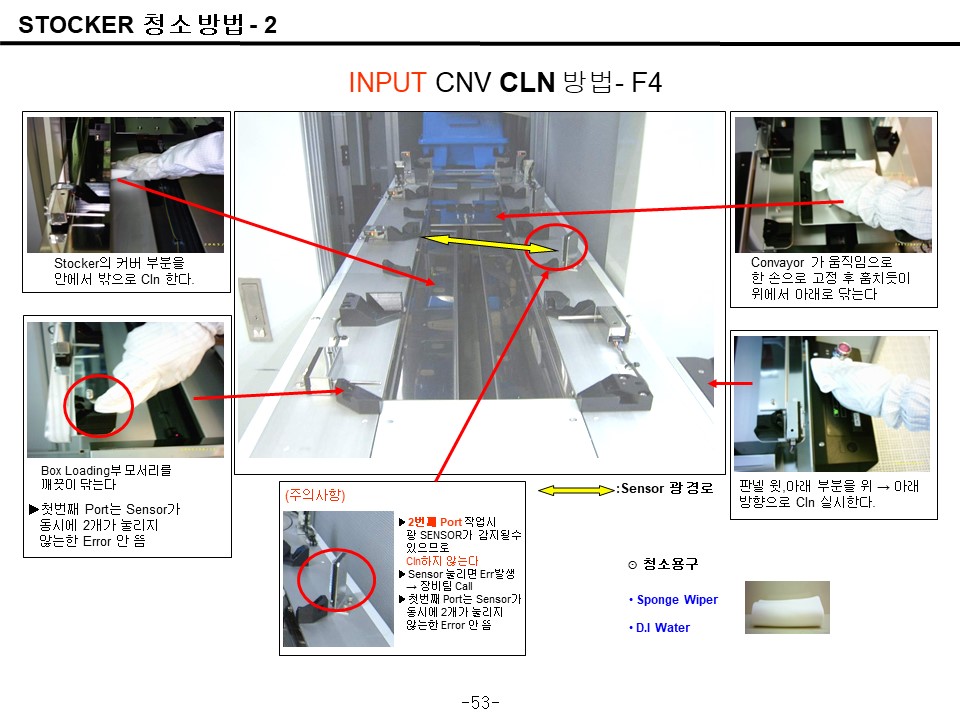 STOCKER 청소방법 - 2
INPUT CNV CLN 방법- F4
Stocker의 커버 부분을
안에서 밖으로 Cln 한다.
Convayor 가 움직임으로
한 손으로 고정 후 훔치듯이
위에서 아래로 닦는다
Box Loading부 모서리를
깨끗이 닦는다
▶첫번째 Port는 Sensor가
동시에 2개가 눌리지
않는한 Error 안 뜸
판넬 윗,아래 부분을 위 → 아래
방향으로 Cln 실시한다.
:Sensor 광 경로
(주의사항)
▶2번째 Port 작업시
광 SENSOR가 감지될수
있으므로
Cln하지 않는다
▶Sensor 눌리면 Err발생
→ 장비팀 Call
▶첫번째 Port는 Sensor가
동시에 2개가 눌리지
않는한 Error 안 뜸
⊙ 청소용구
• Sponge Wiper
• D.I Water
-53-